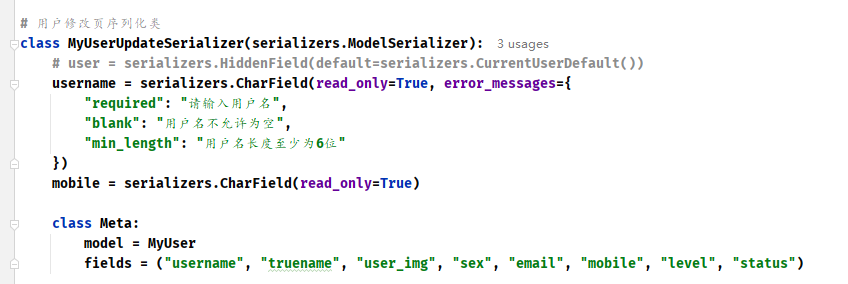 # 用户修改页序列化类
class MyUserUpdateSerializer(serializers.ModelSerializer): 3 usages
    # user = serializers.HiddenField(default=serializers.CurrentUserDefault())
    username = serializers.CharField(read_only=True, error_messages={
        "required": "请输入用户名",
        "blank": "用户名不允许为空",
        "min_length": "用户名长度至少为6位"
    })
    mobile = serializers.CharField(read_only=True)
    class Meta:
        model = MyUser
        fields = ("username", "truename", "user_img", "sex", "email", "mobile", "level", "status")